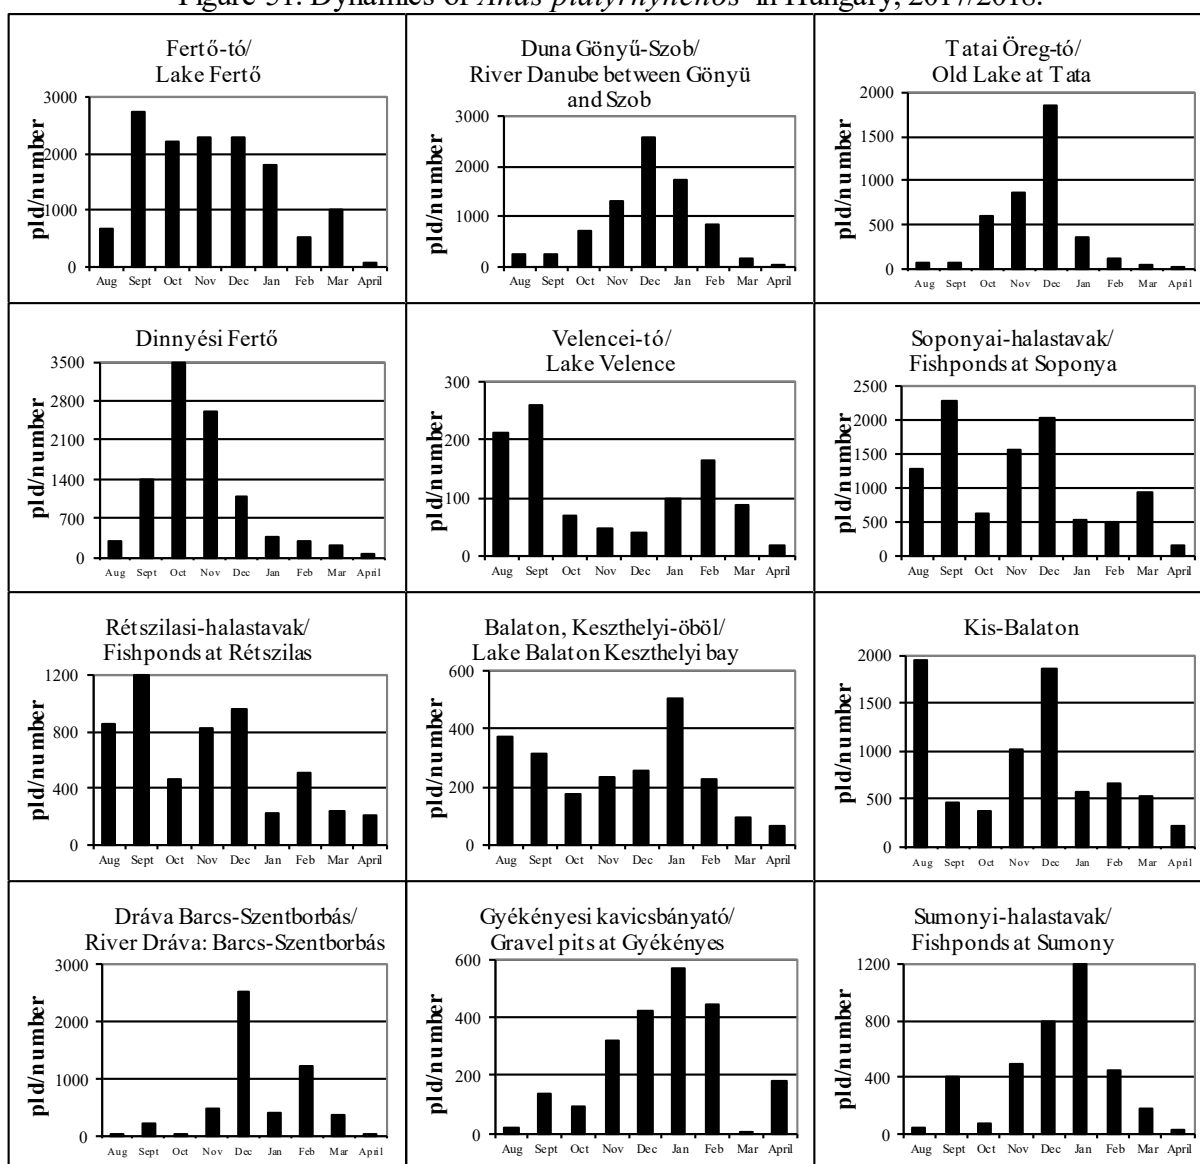 Figure 51. Dynamics of Anas platyrhynchos in Hungary, 2017/2018.
Fertő-tó/
Lake Fertő
pld/number
3000
2000
1000
0
Aug Sept Oct Nov Dec Jan Feb Mar April
Duna Gönyű-Szob/
River Danube between Gönyü
and Szob
pld/number
3000
2000
1000
0
Aug Sept Oct Nov Dec Jan Feb Mar April
Tatai Öreg-tó/
Old Lake at Tata
pld/number
2000
1500
1000
500
0
Aug Sept Oct Nov Dec Jan Feb Mar April
Dinnyési Fertő
pld/number
3500
2800
2100
1400
700
0
Aug Sept Oct Nov Dec Jan Feb Mar April
Velencei-tó/
Lake Velence
pld/number
300
200
100
0
Aug Sept Oct Nov Dec Jan Feb Mar April
Soponyai-halastavak/
Fishponds at Soponya
pld/number
2500
2000
1500
1000
500
0
Aug Sept Oct Nov Dec Jan Feb Mar April
Rétszilasi-halastavak/
Fishponds at Rétszilas
pld/number
1200
800
400
0
Aug Sept Oct Nov Dec Jan Feb Mar April
Balaton, Keszthelyi-öböl/
Lake Balaton Keszthelyi bay
pld/number
600
400
200
0
Aug Sept Oct Nov Dec Jan Feb Mar April
Kis-Balaton
pld/number
2000
1500
1000
500
0
Aug Sept Oct Nov Dec Jan Feb Mar April
Dráva Barcs-Szentborbás/
River Dráva: Barcs-Szentborbás
pld/number
3000
2000
1000
0
Aug Sept Oct Nov Dec Jan Feb Mar April
Gyékényesi kavicsbányató/
Gravel pits at Gyékényes
pld/number
600
400
200
0
Aug Sept Oct Nov Dec Jan Feb Mar April
Sumonyi-halastavak/
Fishponds at Sumony
pld/number
1200
800
400
0
Aug Sept Oct Nov Dec Jan Feb Mar April